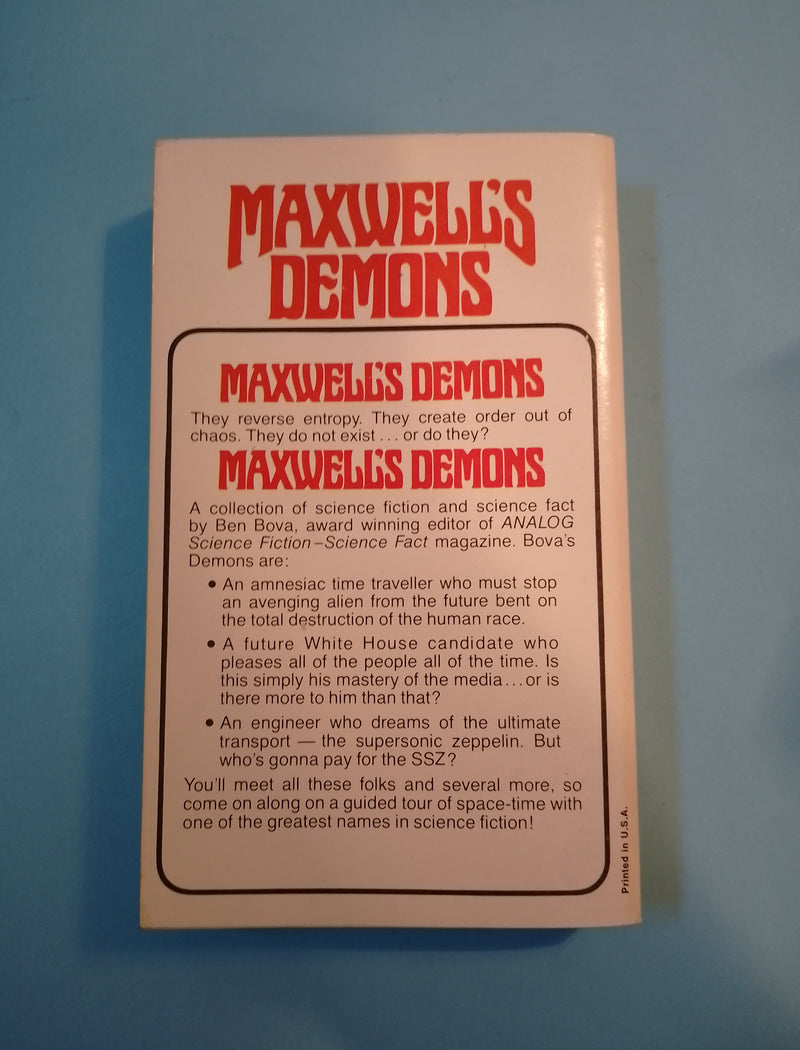 MAXWELL'S
DEMONS
MAXWELL'S DEMONS
They reverse entropy. They create order out of
chaos. They do not exist ... or do they?
MAXWELL'S DEMONS
A collection of science fiction and science fact
by Ben Bova, award winning editor of ANALOG
Science Fiction–Science Fact magazine. Bova's
Demons are:
• An amnesiac time traveller who must stop
an avenging alien from the future bent on
the total destruction of the human race.
• A future White House candidate who
pleases all of the people all of the time. Is
this simply his mastery of the media...or is
there more to him than that?
• An engineer who dreams of the ultimate
transport — the supersonic zeppelin. But
who's gonna pay for the SSZ?
You'll meet all these folks and several more, so
come on along on a guided tour of space-time with
one of the greatest names in science fiction!
Printed in U.S.A.